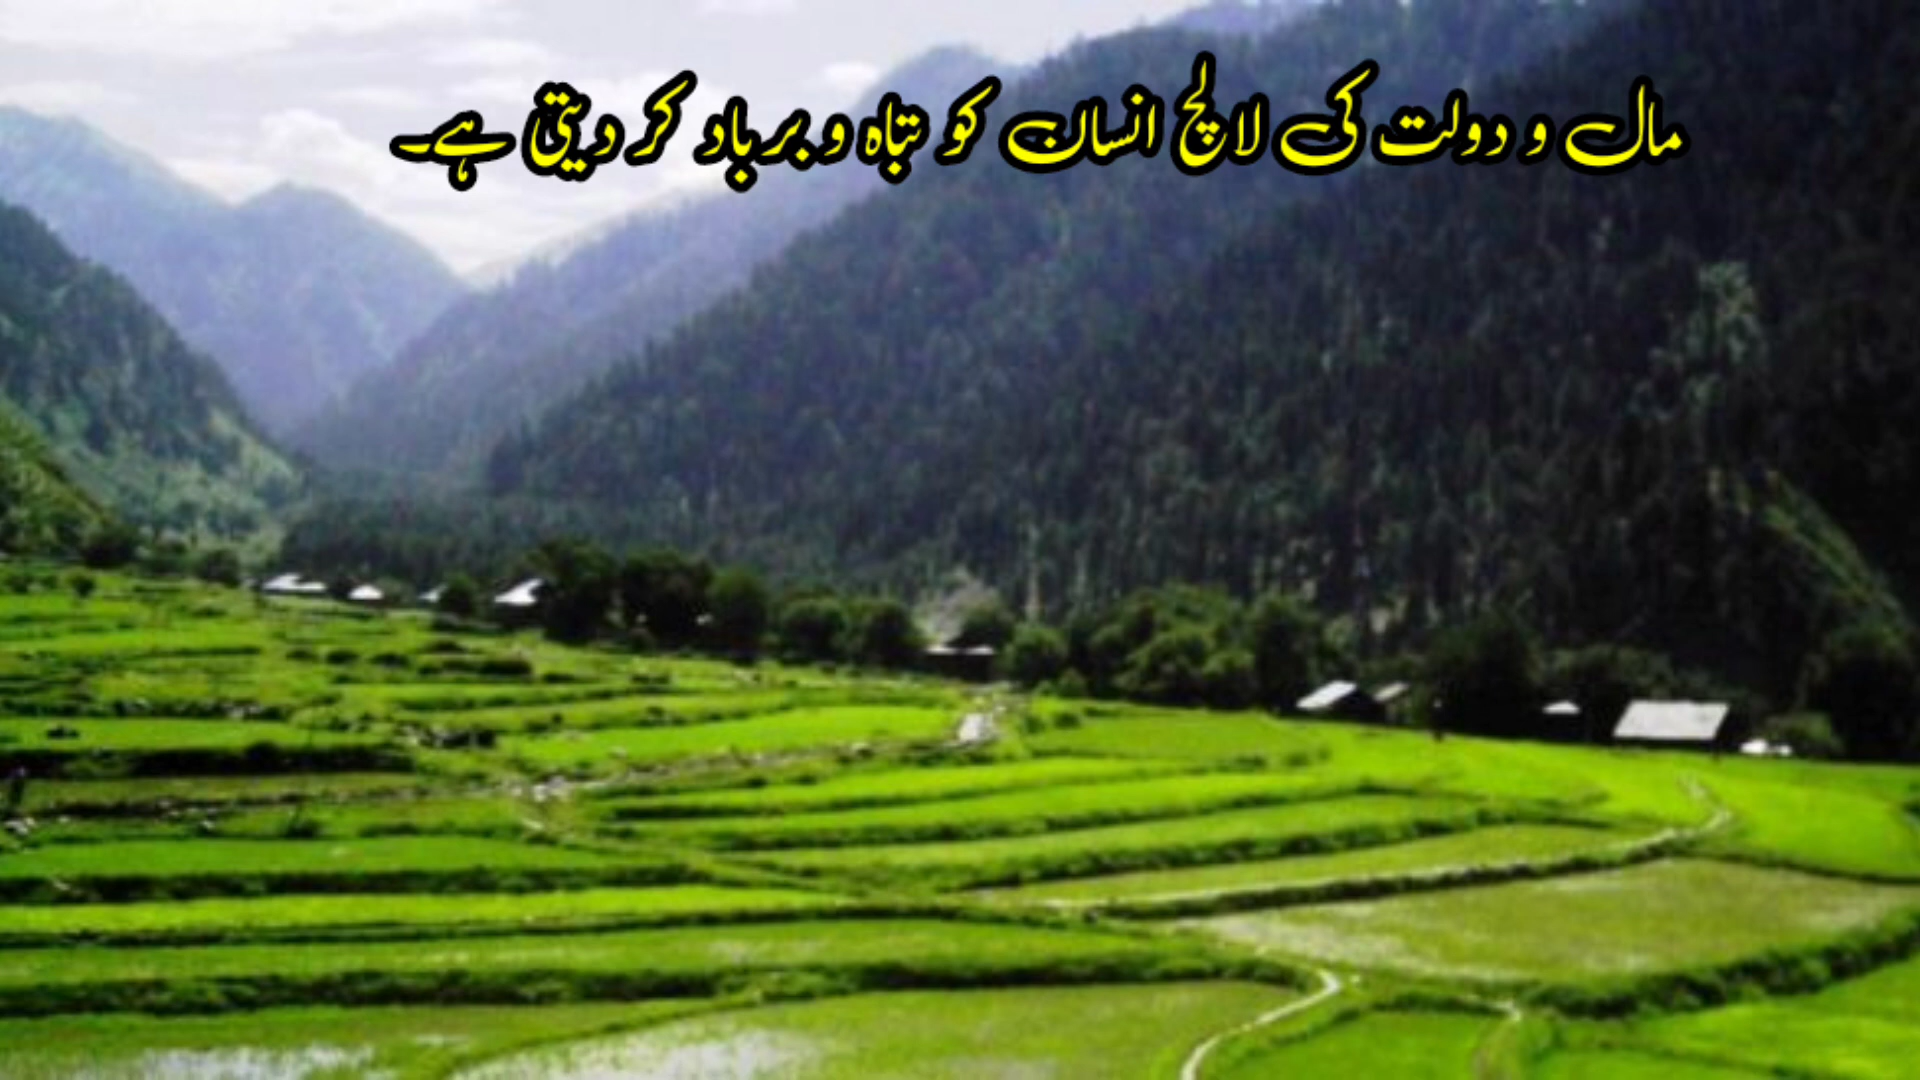 مال و دولت کی لالچ انسان کو تباہ و برباد کر دیتی ہے۔